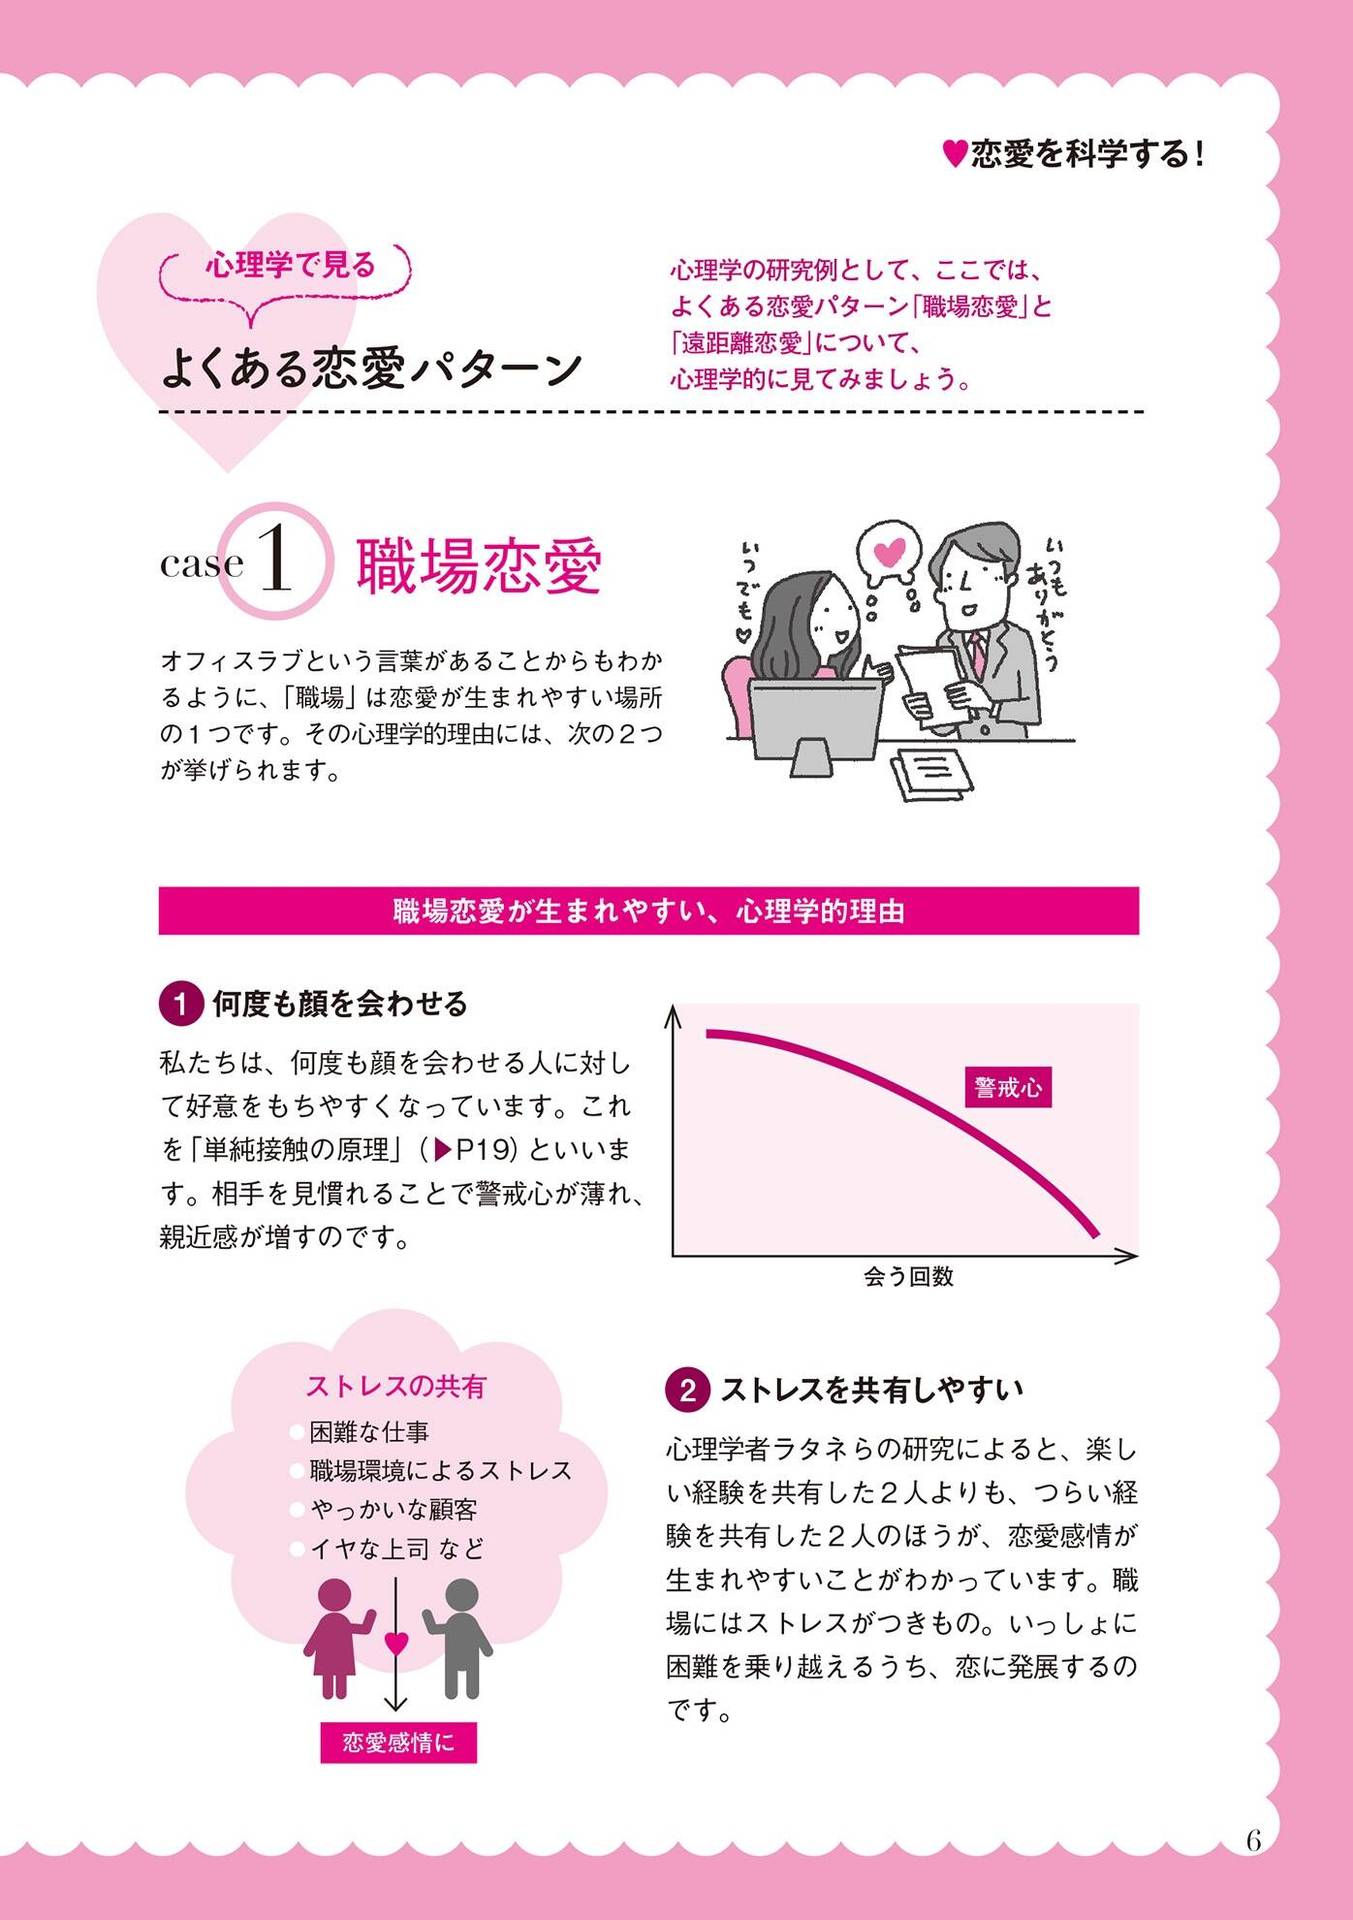 ♥恋愛を科学する！
心理学で見る
よくある恋愛パターン
心理学の研究例として、ここでは、
よくある恋愛パターン「職場恋愛」と
「遠距離恋愛」について、
心理学的に見てみましょう。
case 1 職場恋愛
オフィスラブという言葉があることからもわか
るように、「職場」は恋愛が生まれやすい場所
の１つです。その心理学的理由には、次の２つ
が挙げられます。
いつでも♡
いつも
ありがとう
職場恋愛が生まれやすい、心理学的理由
1 何度も顔を会わせる
私たちは、何度も顔を会わせる人に対し
て好意をもちやすくなっています。これ
を「単純接触の原理」（▶P19）といいま
す。相手を見慣れることで警戒心が薄れ、
親近感が増すのです。
警戒心
会う回数
ストレスの共有
●困難な仕事
●職場環境によるストレス
●やっかいな顧客
●イヤな上司 など
恋愛感情に
2 ストレスを共有しやすい
心理学者ラタネらの研究によると、楽し
い経験を共有した２人よりも、つらい経
験を共有した２人のほうが、恋愛感情が
生まれやすいことがわかっています。職
場にはストレスがつきもの。いっしょに
困難を乗り越えるうち、恋に発展するの
です。
6